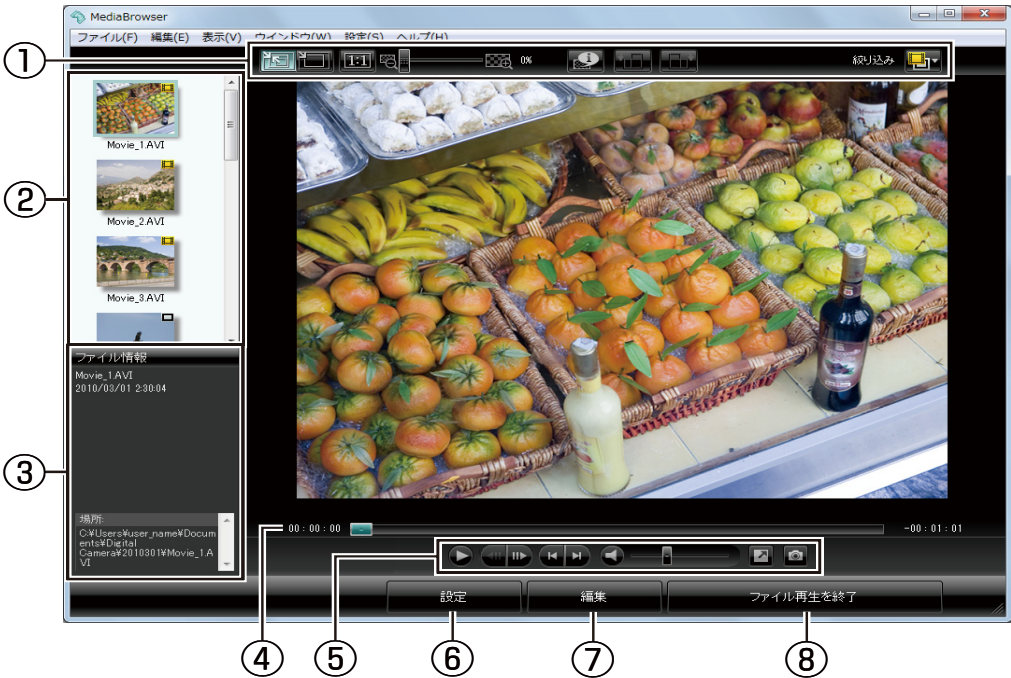 MediaBrowser
ファイル(F) 編集(E) 表示(V) ウインドウ(W) 設定(S) ヘルプ(H)
①
1:1
0%
絞り込み
②
Movie_1.AVI
Movie_2.AVI
Movie_3.AVI
③
ファイル情報
Movie_1.AVI
2010/03/01 2:30:04
場所:
C:¥Users¥user_name¥Docum
ents¥Digital
Camera¥2010301¥Movie_1.A
VI
④
00 : 00 : 00
-00 : 01 : 01
⑤
設定
編集
ファイル再生を終了
⑥
⑦
⑧